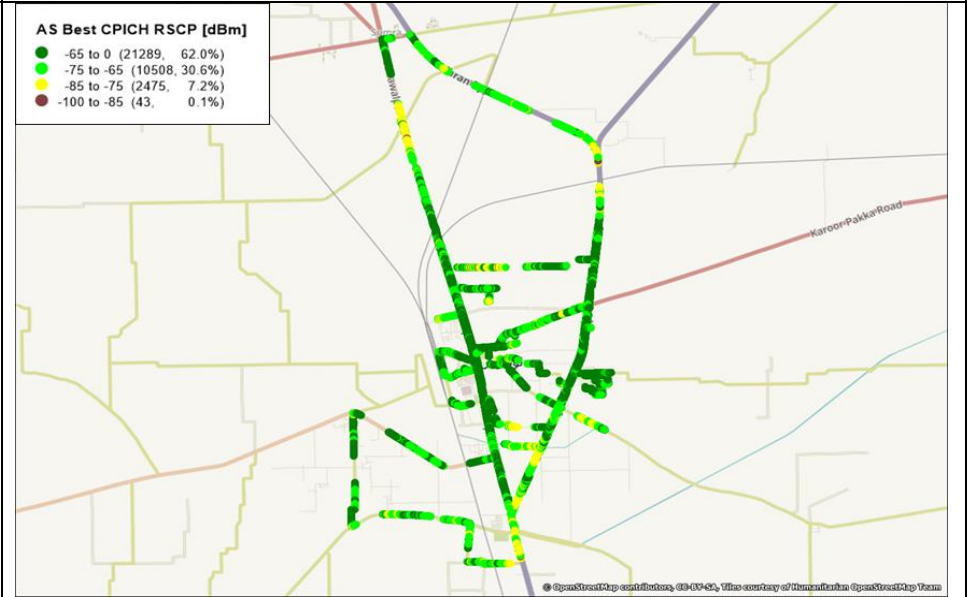 AS Best CPICH RSCP [dBm]
-65 to 0 (21289, 62.0%)
-75 to -65 (10508, 30.6%)
-85 to -75 (2475, 7.2%)
-100 to -85 (43, 0.1%)
Karoor Pakka Road
© OpenStreetMap contributors, CC-BY-SA, Tiles courtesy of Humanitarian OpenStreetMap Team